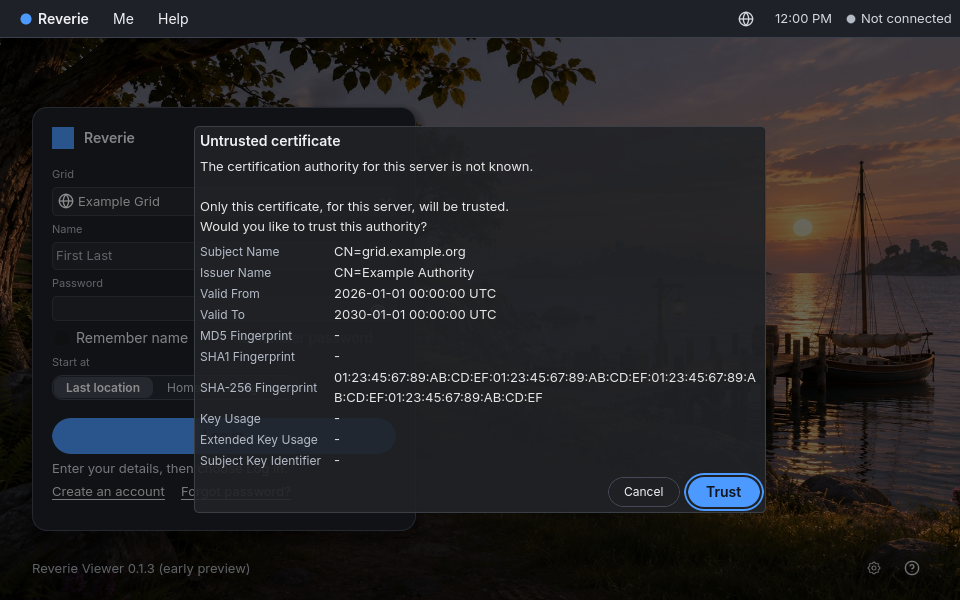 Reverie Me Help 12:00 PM Not connected
Reverie
Grid
Example Grid
Name
First Last
Password
Remember name password
Start at
Last location Hom
Enter your details, then
Create an account Forgot password?
Untrusted certificate
The certification authority for this server is not known.
Only this certificate, for this server, will be trusted.
Would you like to trust this authority?
Subject Name CN=grid.example.org
Issuer Name CN=Example Authority
Valid From 2026-01-01 00:00:00 UTC
Valid To 2030-01-01 00:00:00 UTC
MD5 Fingerprint -
SHA1 Fingerprint -
SHA-256 Fingerprint 01:23:45:67:89:AB:CD:EF:01:23:45:67:89:AB:CD:EF:01:23:45:67:89:A
B:CD:EF:01:23:45:67:89:AB:CD:EF
Key Usage -
Extended Key Usage -
Subject Key Identifier -
Cancel Trust
Reverie Viewer 0.1.3 (early preview)